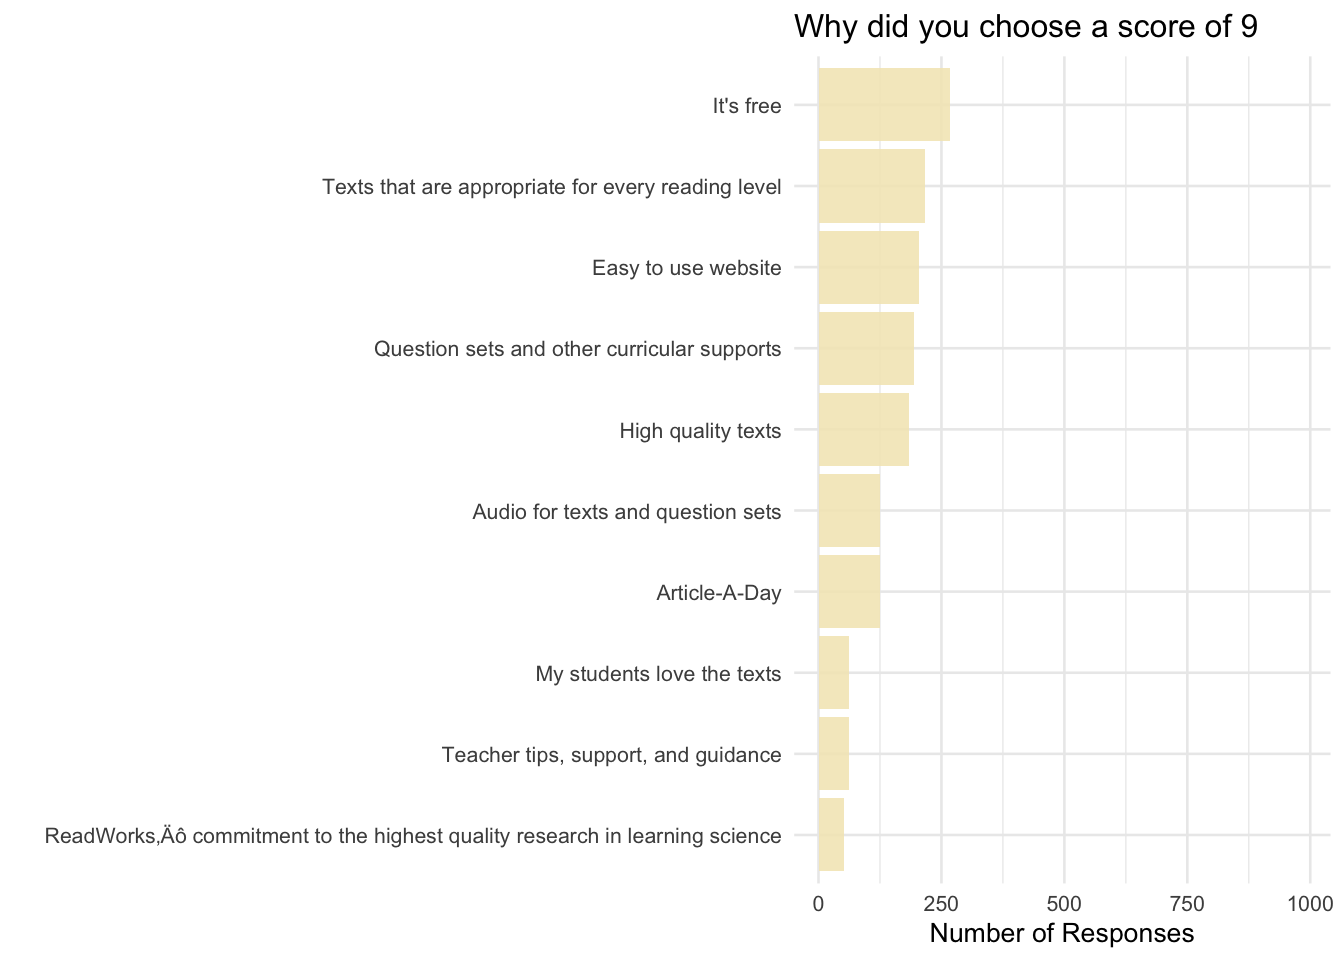 Why did you choose a score of 9
It's free
Texts that are appropriate for every reading level
Easy to use website
Question sets and other curricular supports
High quality texts
Audio for texts and question sets
Article-A-Day
My students love the texts
Teacher tips, support, and guidance
ReadWorks‚Äô commitment to the highest quality research in learning science
0 250 500 750 1000
Number of Responses